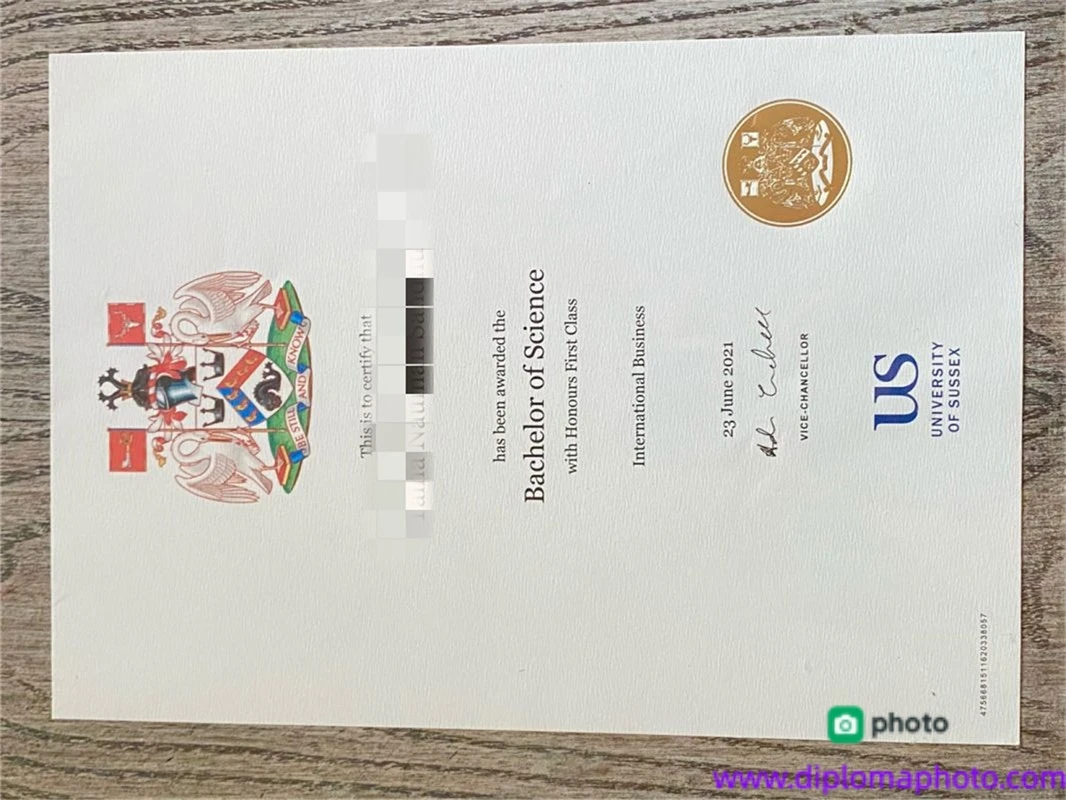 BE STILL AND KNOW
This is to certify that
has been awarded the
Bachelor of Science
with Honours First Class
International Business
23 June 2021
VICE-CHANCELLOR
US
UNIVERSITY
OF SUSSEX
4756681511620338057
photo
www.diplomaphoto.com